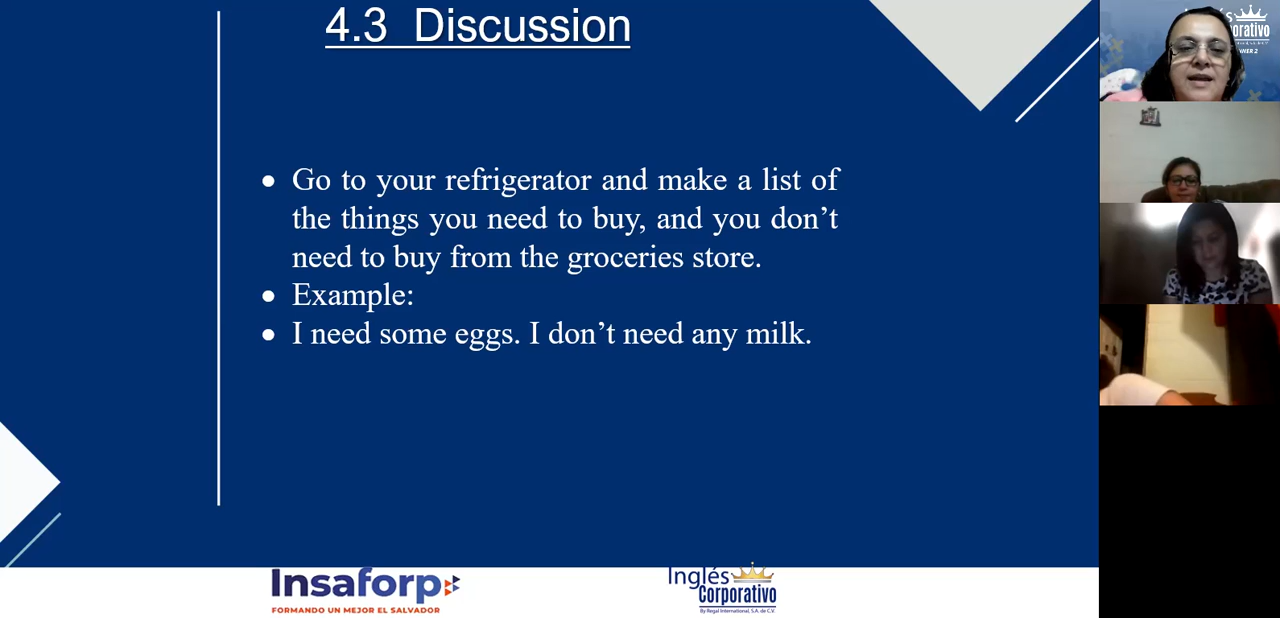 4.3 Discussion
• Go to your refrigerator and make a list of
the things you need to buy, and you don’t
need to buy from the groceries store.
• Example:
• I need some eggs. I don’t need any milk.
Insaforp
FORMANDO UN MEJOR EL SALVADOR
Inglés
Corporativo
By Regal International, S.A. de C.V.